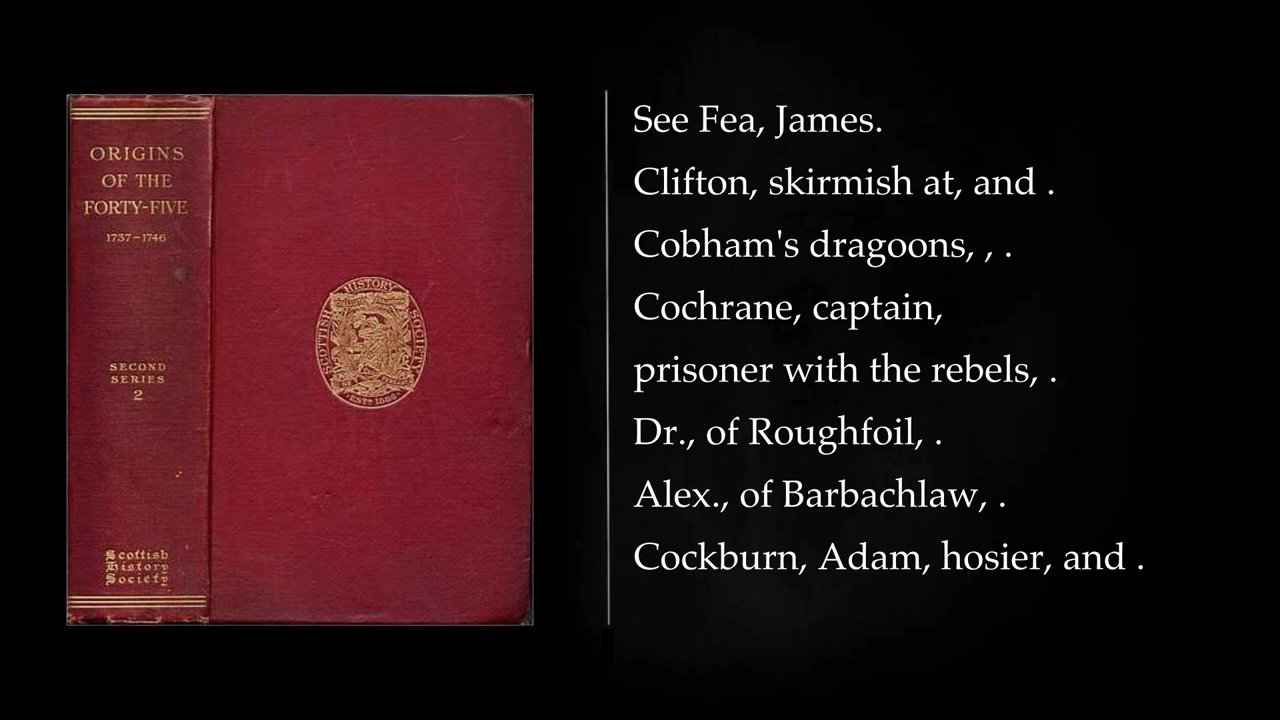 ORIGINS
OF THE
FORTY-FIVE
1737-1746
SECOND
SERIES
2
Scottish
History
Society
SCOTTISH HISTORY SOCIETY
ESTD 1886
See Fea, James.
Clifton, skirmish at, and .
Cobham's dragoons, , .
Cochrane, captain,
prisoner with the rebels, .
Dr., of Roughfoil, .
Alex., of Barbachlaw, .
Cockburn, Adam, hosier, and .